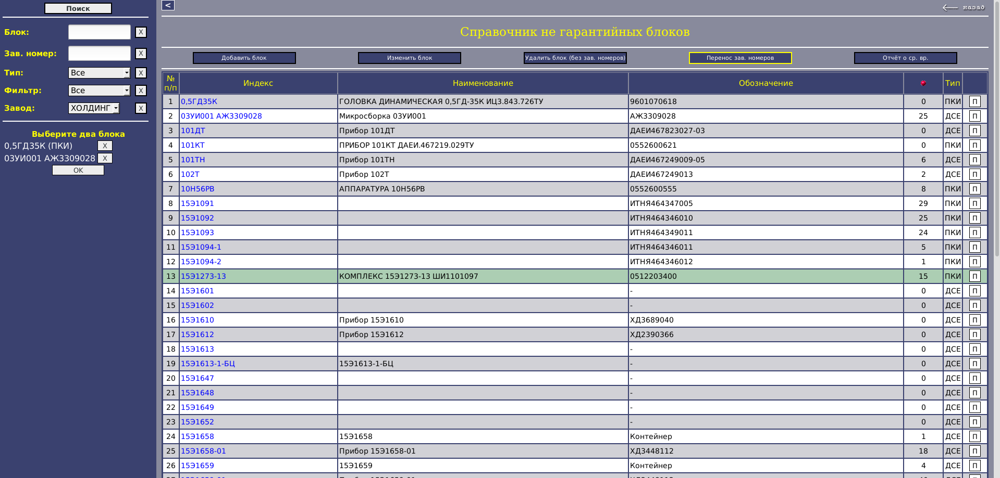 Поиск
Блок: X
Зав. номер: X
Тип: Все X
Фильтр: Все X
Завод: ХОЛДИНГ X
Выберите два блока
0,5ГД35К (ПКИ) X
03УИ001 АЖ3309028 X
OK
<
назад
Справочник не гарантийных блоков
Добавить блок Изменить блок Удалить блок (без зав. номеров) Перенос зав. номеров Отчёт о ср. вр.
№ п/п Индекс Наименование Обозначение Тип
1 0,5ГД35К ГОЛОВКА ДИНАМИЧЕСКАЯ 0,5ГД-35К ИЦ3.843.726ТУ 9601070618 0 ПКИ П
2 03УИ001 АЖ3309028 Микросборка 03УИ001 АЖ3309028 25 ДСЕ П
3 101ДТ Прибор 101ДТ ДАЕИ467823027-03 0 ДСЕ П
4 101КТ ПРИБОР 101КТ ДАЕИ.467219.029ТУ 0552600621 0 ПКИ П
5 101ТН Прибор 101ТН ДАЕИ467249009-05 6 ДСЕ П
6 102Т Прибор 102Т ДАЕИ467249013 2 ДСЕ П
7 10Н56РВ АППАРАТУРА 10Н56РВ 0552600555 8 ПКИ П
8 15Э1091 ИТНЯ464347005 29 ПКИ П
9 15Э1092 ИТНЯ464346010 25 ПКИ П
10 15Э1093 ИТНЯ464349011 24 ПКИ П
11 15Э1094-1 ИТНЯ464346011 5 ПКИ П
12 15Э1094-2 ИТНЯ464346012 1 ПКИ П
13 15Э1273-13 КОМПЛЕКС 15Э1273-13 ШИ1101097 0512203400 15 ПКИ П
14 15Э1601 - 0 ДСЕ П
15 15Э1602 - 0 ДСЕ П
16 15Э1610 Прибор 15Э1610 ХД3689040 0 ДСЕ П
17 15Э1612 Прибор 15Э1612 ХД2390366 0 ДСЕ П
18 15Э1613 - 0 ДСЕ П
19 15Э1613-1-БЦ 15Э1613-1-БЦ - 0 ДСЕ П
20 15Э1647 - 0 ДСЕ П
21 15Э1648 - 0 ДСЕ П
22 15Э1649 - 0 ДСЕ П
23 15Э1652 - 0 ДСЕ П
24 15Э1658 15Э1658 Контейнер 1 ДСЕ П
25 15Э1658-01 Прибор 15Э1658-01 ХД3448112 18 ДСЕ П
26 15Э1659 15Э1659 Контейнер 4 ДСЕ П